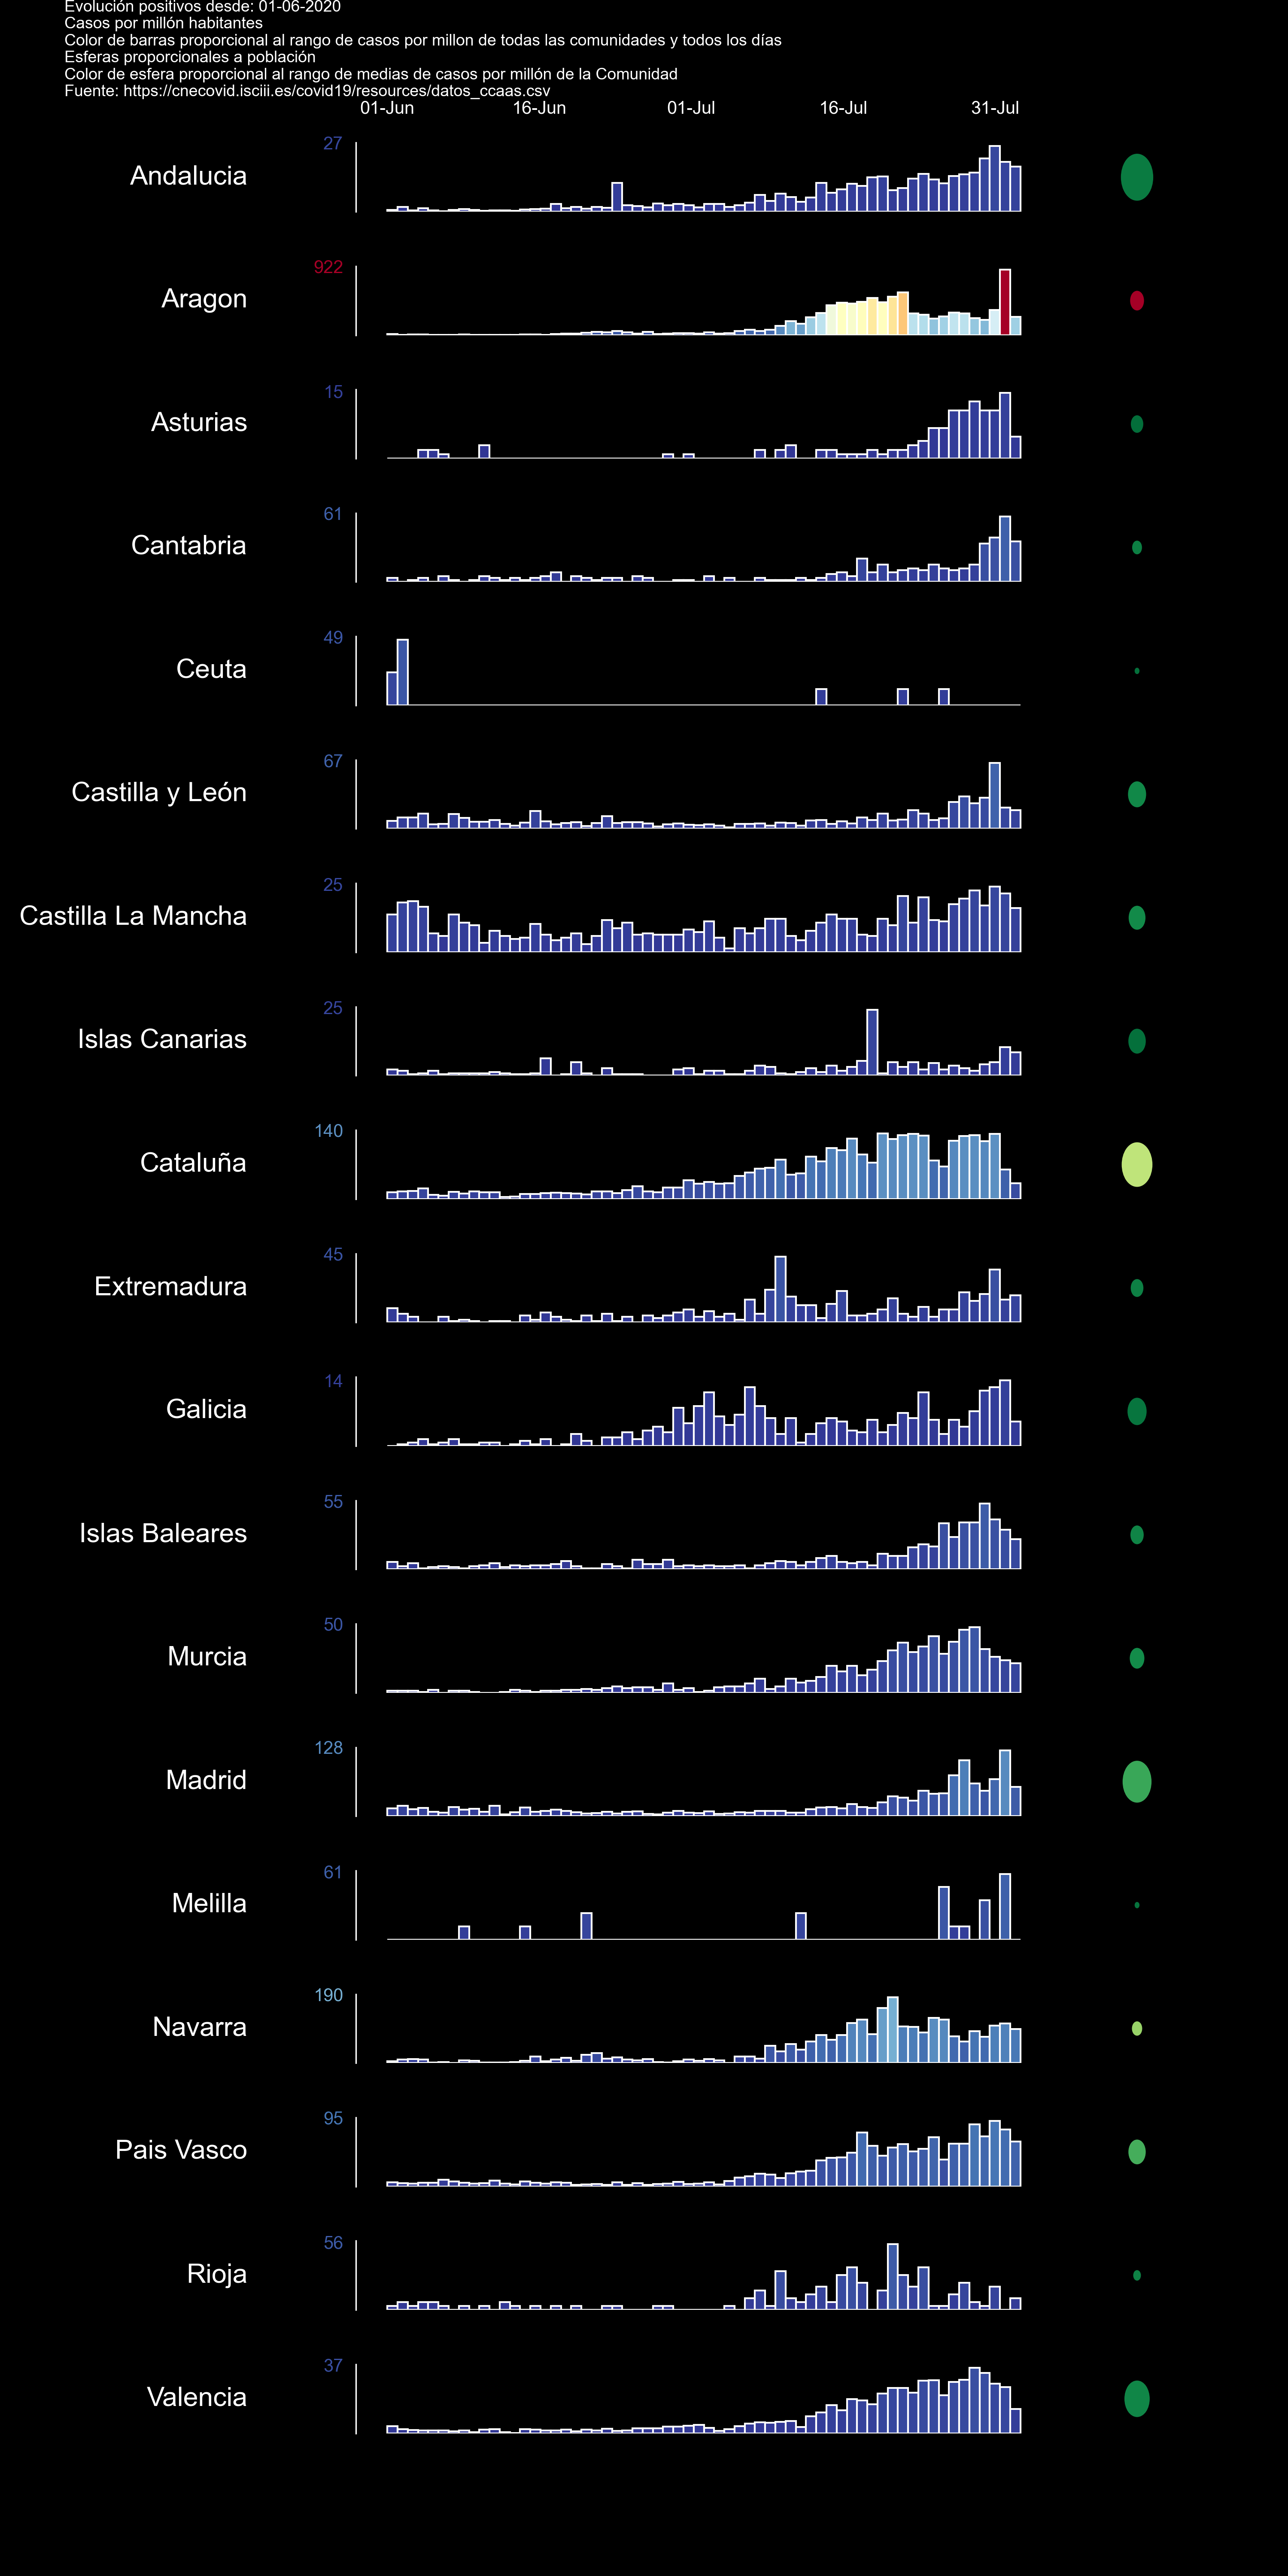 Evolución positivos desde: 01-06-2020
Casos por millón habitantes
Color de barras proporcional al rango de casos por millon de todas las comunidades y todos los días
Esferas proporcionales a población
Color de esfera proporcional al rango de medias de casos por millón de la Comunidad
Fuente: https://cnecovid.isciii.es/covid19/resources/datos_ccaas.csv
01-Jun 16-Jun 01-Jul 16-Jul 31-Jul
27
Andalucia
922
Aragon
15
Asturias
61
Cantabria
49
Ceuta
67
Castilla y León
25
Castilla La Mancha
25
Islas Canarias
140
Cataluña
45
Extremadura
14
Galicia
55
Islas Baleares
50
Murcia
128
Madrid
61
Melilla
190
Navarra
95
Pais Vasco
56
Rioja
37
Valencia